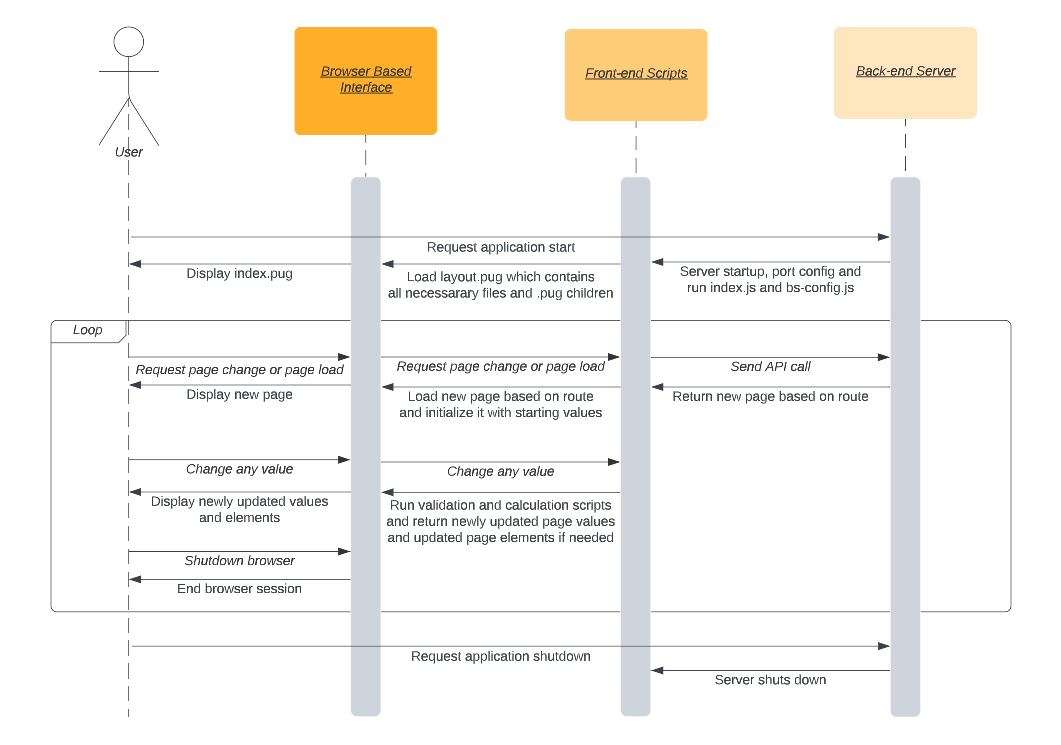 Browser Based
Interface
Front-end Scripts
Back-end Server
User
Request application start
Display index.pug
Load layout.pug which contains
all necessarary files and .pug children
Server startup, port config and
run index.js and bs-config.js
Loop
Request page change or page load
Request page change or page load
Send API call
Display new page
Load new page based on route
and initialize it with starting values
Return new page based on route
Change any value
Change any value
Display newly updated values
and elements
Run validation and calculation scripts
and return newly updated page values
and updated page elements if needed
Shutdown browser
End browser session
Request application shutdown
Server shuts down